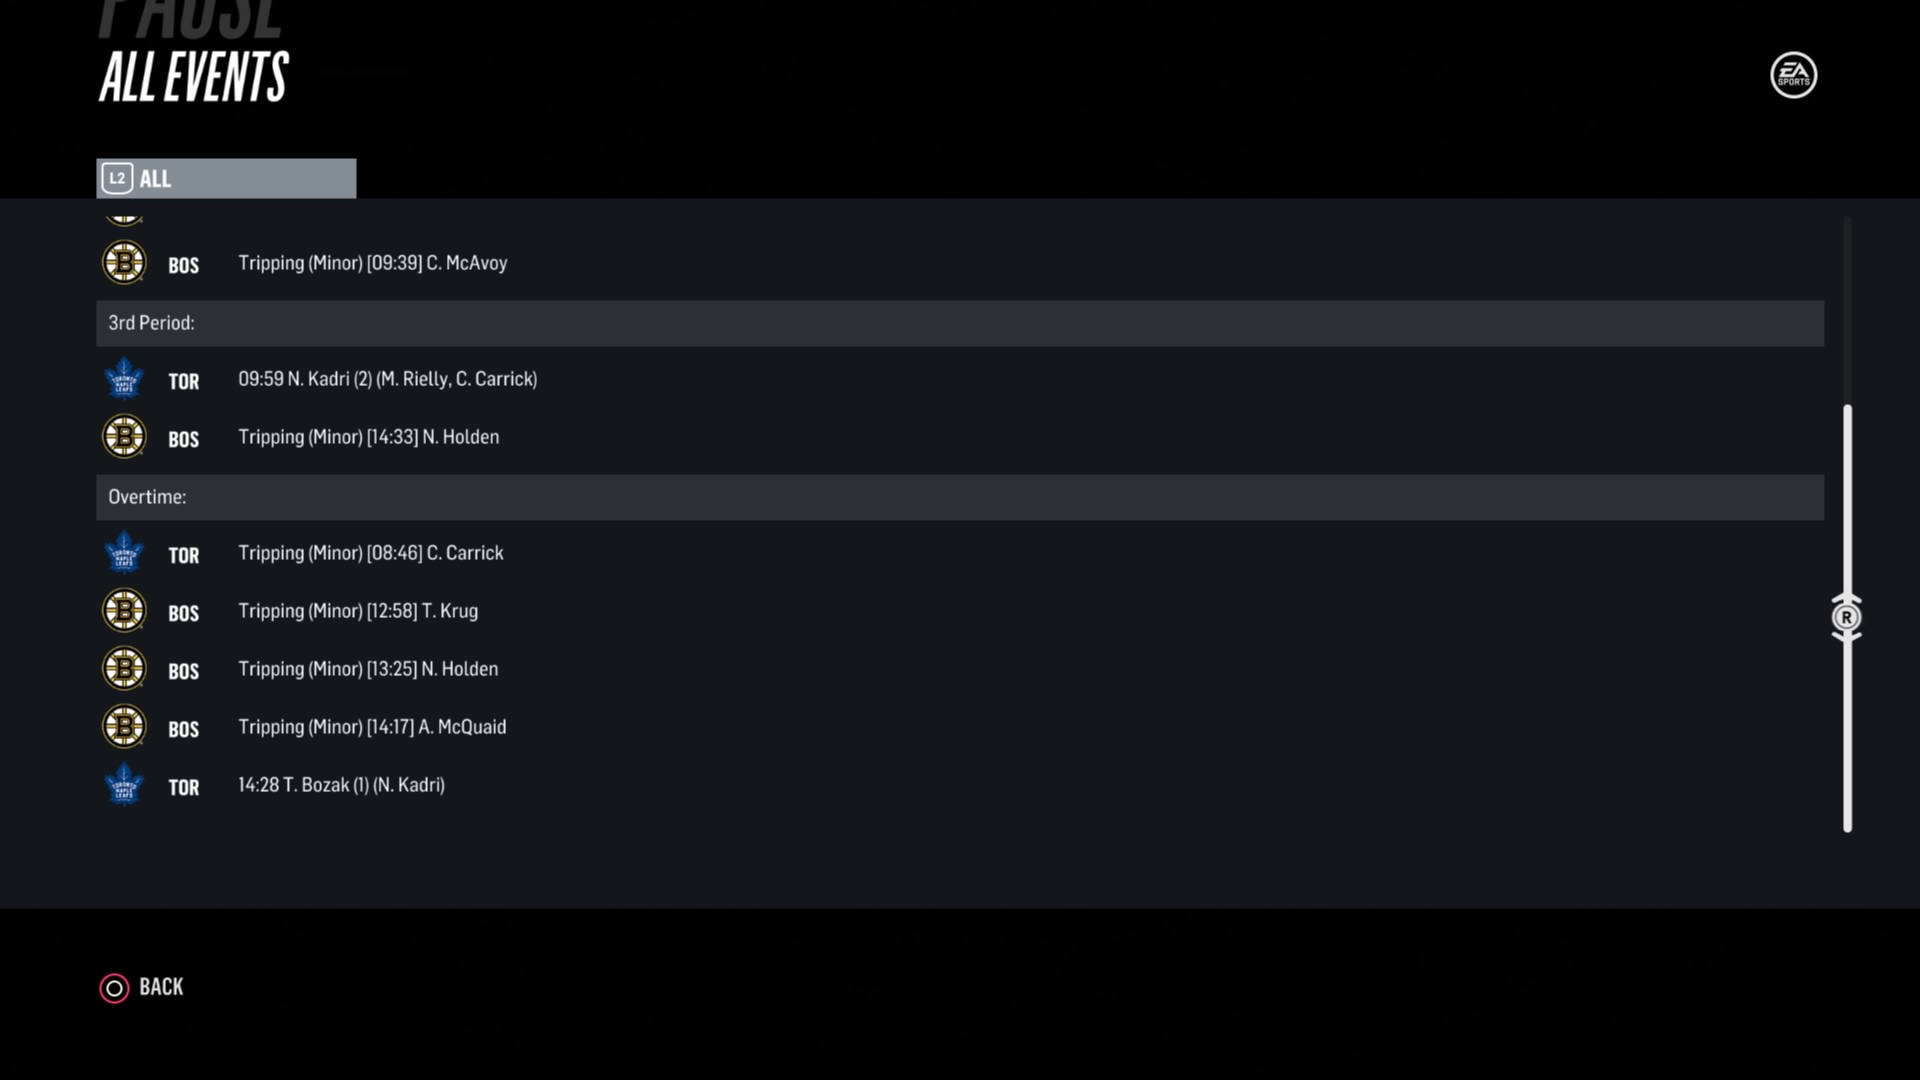 PAUSE
ALL EVENTS
EA
SPORTS
L2 ALL
BOS Tripping (Minor) [09:39] C. McAvoy
3rd Period:
TOR 09:59 N. Kadri (2) (M. Rielly, C. Carrick)
BOS Tripping (Minor) [14:33] N. Holden
Overtime:
TOR Tripping (Minor) [08:46] C. Carrick
BOS Tripping (Minor) [12:58] T. Krug
R
BOS Tripping (Minor) [13:25] N. Holden
BOS Tripping (Minor) [14:17] A. McQuaid
TOR 14:28 T. Bozak (1) (N. Kadri)
BACK